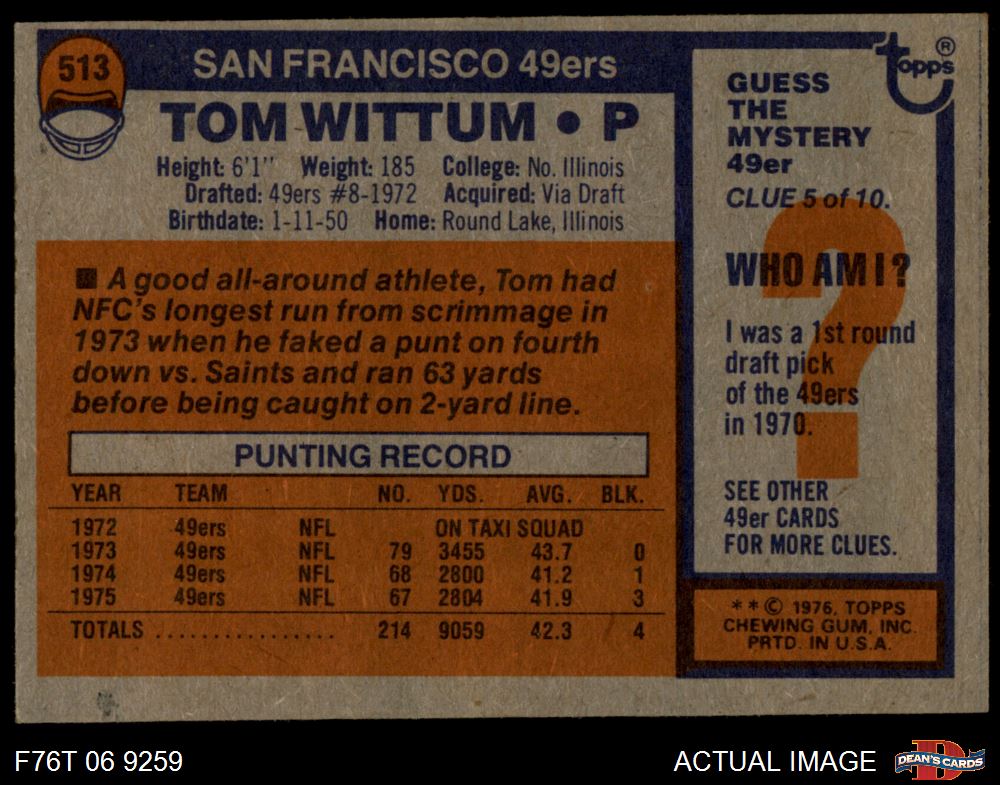 513
SAN FRANCISCO 49ers
TOM WITTUM • P
Height: 6'1" Weight: 185 College: No. Illinois
Drafted: 49ers #8-1972 Acquired: Via Draft
Birthdate: 1-11-50 Home: Round Lake, Illinois
■ A good all-around athlete, Tom had
NFC's longest run from scrimmage in
1973 when he faked a punt on fourth
down vs. Saints and ran 63 yards
before being caught on 2-yard line.
PUNTING RECORD
YEAR TEAM NO. YDS. AVG. BLK.
1972 49ers NFL ON TAXI SQUAD
1973 49ers NFL 79 3455 43.7 0
1974 49ers NFL 68 2800 41.2 1
1975 49ers NFL 67 2804 41.9 3
TOTALS ................ 214 9059 42.3 4
topps ®
GUESS
THE
MYSTERY
49er
CLUE 5 of 10.
?
WHO AM I?
I was a 1st round
draft pick
of the 49ers
in 1970.
SEE OTHER
49er CARDS
FOR MORE CLUES.
* * © 1976, TOPPS
CHEWING GUM, INC.
PRTD. IN U.S.A.
F76T 06 9259
ACTUAL IMAGE
D
DEAN'S CARDS